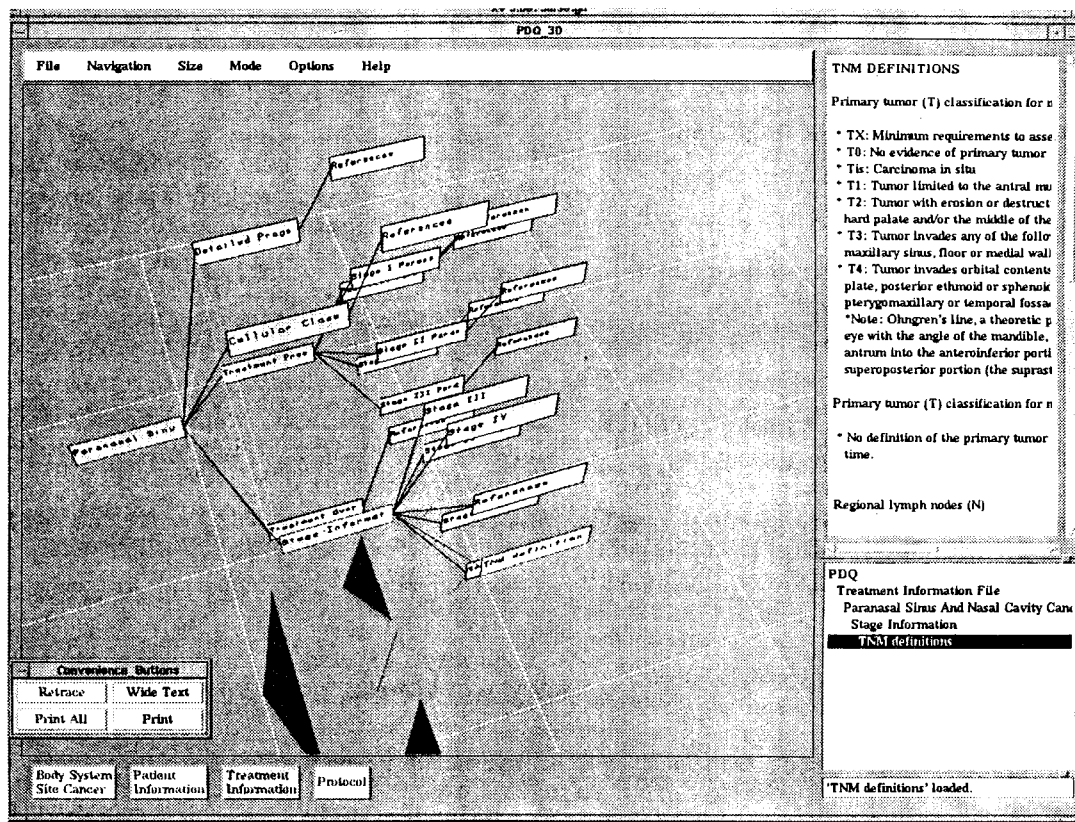 PDQ_3D
File Navigation Size Mode Options Help
References
Detailed Prog
References
References
Stage I Paras
Cellular Class
References
Treatment Prog
Stage II Paras
References
Stage III Para
Stage III
Stage IV
Paranasal Sinu
References
Treatment Over
Stage Informat
TNM definition
Convenience Buttons
Retrace Wide Text
Print All Print
Body System Site Cancer
Patient Information
Treatment Information
Protocol
TNM DEFINITIONS
Primary tumor (T) classification for
* TX: Minimum requirements to asse
* T0: No evidence of primary tumor
* Tis: Carcinoma in situ
* T1: Tumor limited to the antral mu
* T2: Tumor with erosion or destruct
hard palate and/or the middle of the
* T3: Tumor invades any of the follo
maxillary sinus, floor or medial wall
* T4: Tumor invades orbital contents
plate, posterior ethmoid or sphenoi
pterygomaxillary or temporal fossa
*Note: Ohngren's line, a theoretic p
eye with the angle of the mandible,
antrum into the anteroinferior porti
superoposterior portion (the suprast
Primary tumor (T) classification for
* No definition of the primary tumor
time.
Regional lymph nodes (N)
PDQ
Treatment Information File
Paranasal Sinus And Nasal Cavity Canc
Stage Information
TNM definitions
'TNM definitions' loaded.